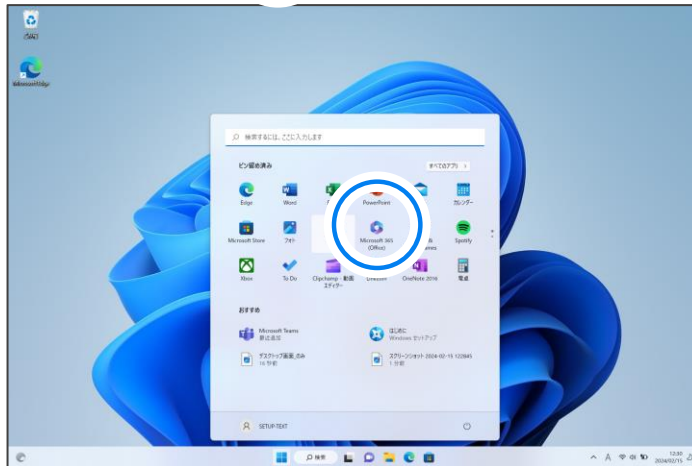 ごみ箱
Microsoft Edge
検索するには、ここに入力します
ピン留め済み
すべてのアプリ >
Edge
Word
PowerPoint
カレンダー
Microsoft Store
フォト
Microsoft 365
(Office)
Spotify
Xbox
To Do
Clipchamp - 動画
エディター
LinkedIn
OneNote 2016
電卓
おすすめ
Microsoft Teams
最近追加
はじめに
Windows セットアップ
デスクトップ画面_のみ
16 分前
スクリーンショット 2024-02-15 122845
1 分前
SETUP-TEXT
検索
A
12:30
2024/02/15